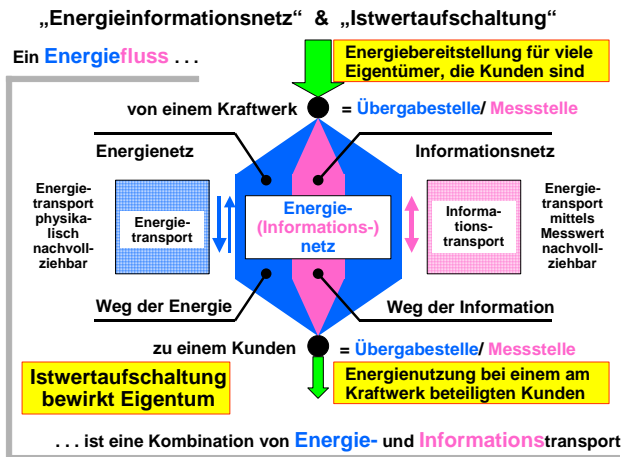 „Energieinformationsnetz“ & „Istwertaufschaltung“
Ein Energiefluss . . .
Energiebereitstellung für viele
Eigentümer, die Kunden sind
von einem Kraftwerk
= Übergabestelle/ Messstelle
Energienetz
Informationsnetz
Energie-
transport
physika-
lisch
nachvoll-
ziehbar
Energie-
transport
Energie-
(Informations-)
netz
Informa-
tions-
transport
Energie-
transport
mittels
Messwert
nachvoll-
ziehbar
Weg der Energie
Weg der Information
zu einem Kunden
= Übergabestelle/ Messstelle
Istwertaufschaltung
bewirkt Eigentum
Energienutzung bei einem am
Kraftwerk beteiligten Kunden
. . . ist eine Kombination von Energie- und Informationstransport